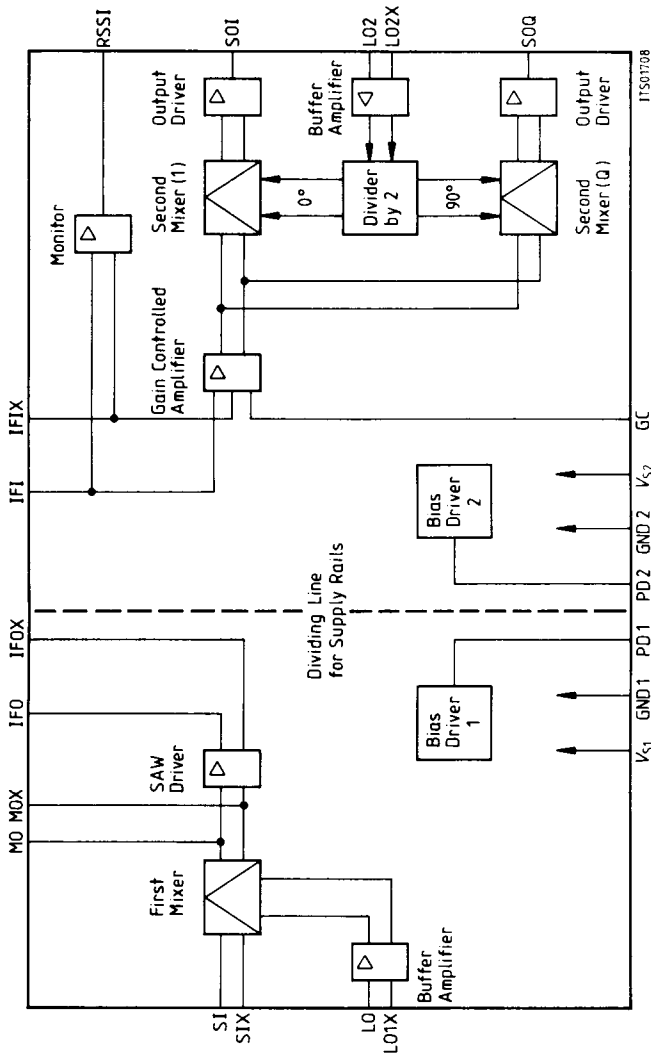 MO MOX
IFO
IFOX
IFI
IFIX
RSSI
Monitor
First
Mixer
SAW Driver
Gain Controlled
Amplifier
Second
Mixer (1)
Output
Driver
SI
SIX
SOI
0°
Dividing Line
for Supply Rails
Buffer
Amplifier
Divider
by 2
LO2
LO2X
LO
LO1X
Buffer
Amplifier
90°
Bias
Driver
1
Bias
Driver
2
Second
Mixer (Q)
Output
Driver
SOQ
VS1
GND 1
PD1
PD2
GND 2
VS2
GC
ITS01708